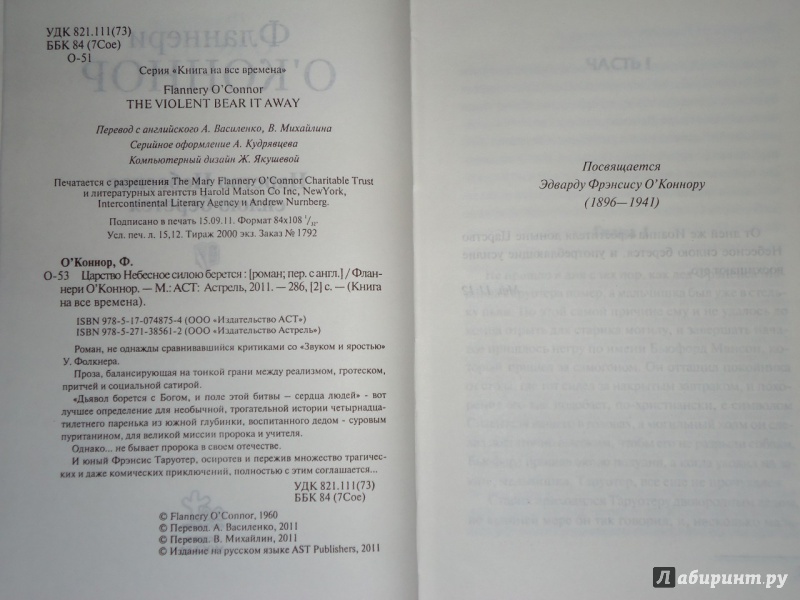 УДК 821.111(73)
ББК 84 (7Сое)
О-51
Серия «Книга на все времена»
Flannery O'Connor
THE VIOLENT BEAR IT AWAY
Перевод с английского А. Василенко, В. Михайлина
Серийное оформление А. Кудрявцева
Компьютерный дизайн Ж. Якушевой
Печатается с разрешения The Mary Flannery O'Connor Charitable Trust
и литературных агентств Harold Matson Co Inc, NewYork,
Intercontinental Literary Agency и Andrew Nurnberg.
Подписано в печать 15.09.11. Формат 84x108 1/32.
Усл. печ. л. 15,12. Тираж 2000 экз. Заказ № 1792
О'Коннор, Ф.
О-53 Царство Небесное силою берется : [роман; пер. с англ.] / Флан-
нери О'Коннор. — М.: АСТ: Астрель, 2011. — 286, [2] с. — (Книга
на все времена).
ISBN 978-5-17-074875-4 (ООО «Издательство АСТ»)
ISBN 978-5-271-38561-2 (ООО «Издательство Астрель»)
Роман, не однажды сравнивавшийся критиками со «Звуком и яростью»
У. Фолкнера.
Проза, балансирующая на тонкой грани между реализмом, гротеском,
притчей и социальной сатирой.
«Дьявол борется с Богом, и поле этой битвы — сердца людей» - вот
лучшее определение для необычной, трогательной истории четырнадца-
тилетнего паренька из южной глубинки, воспитанного дедом - суровым
пуританином, для великой миссии пророка и учителя.
Однако... не бывает пророка в своем отечестве.
И юный Фрэнсис Таруотер, осиротев и пережив множество трагичес-
ких и даже комических приключений, полностью с этим соглашается...
УДК 821.111(73)
ББК 84 (7Сое)
© Flannery O'Connor, 1960
© Перевод. А. Василенко, 2011
© Перевод. В. Михайлин, 2011
© Издание на русском языке AST Publishers, 2011
Посвящается
Эдварду Фрэнсису О'Коннору
(1896—1941)
Лабиринт.ру